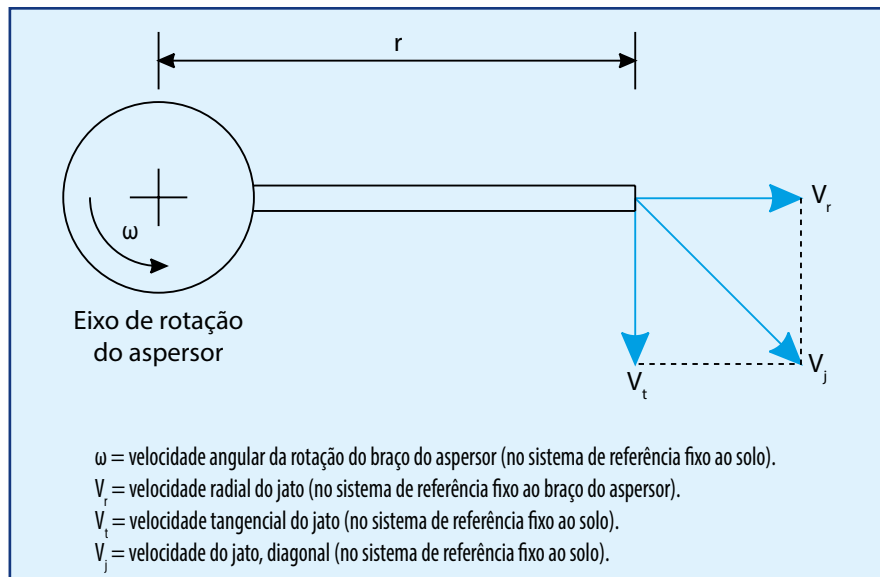 r
ω
V_r
Eixo de rotação
do aspersor
V_t
V_j
ω = velocidade angular da rotação do braço do aspersor (no sistema de referência fixo ao solo).
V_r = velocidade radial do jato (no sistema de referência fixo ao braço do aspersor).
V_t = velocidade tangencial do jato (no sistema de referência fixo ao solo).
V_j = velocidade do jato, diagonal (no sistema de referência fixo ao solo).